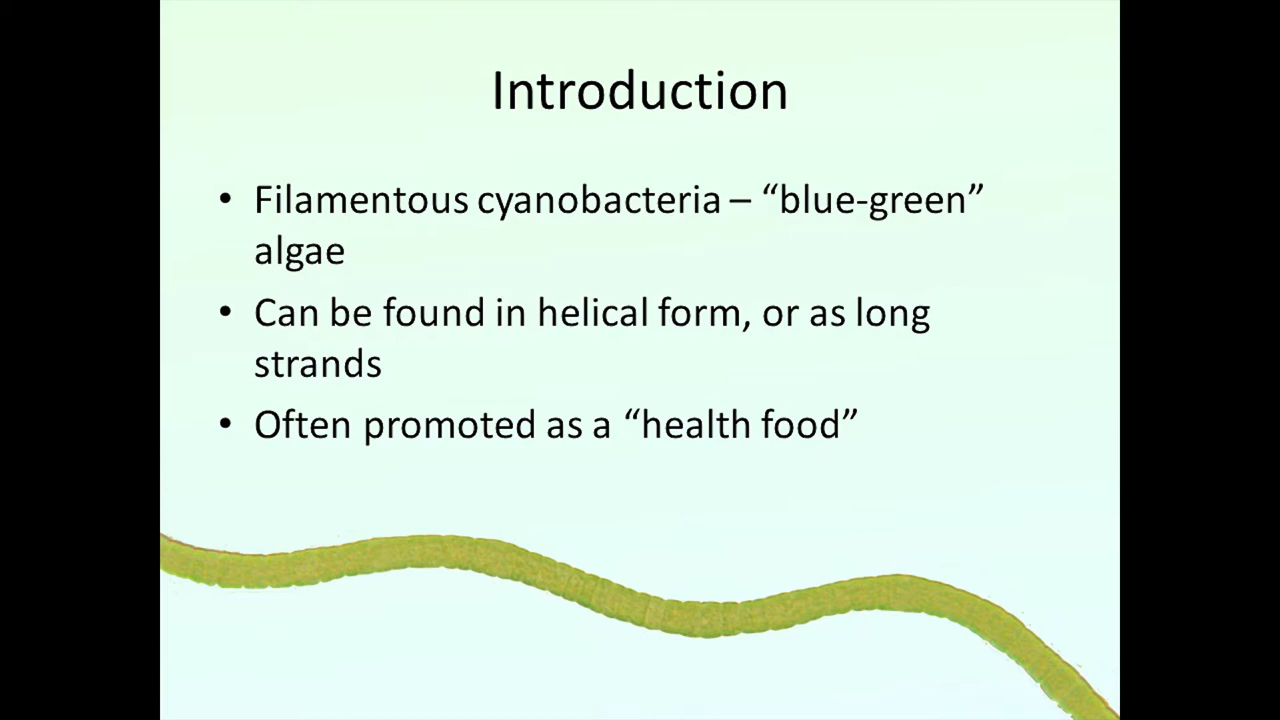 Introduction
• Filamentous cyanobacteria – “blue-green”
algae
• Can be found in helical form, or as long
strands
• Often promoted as a “health food”